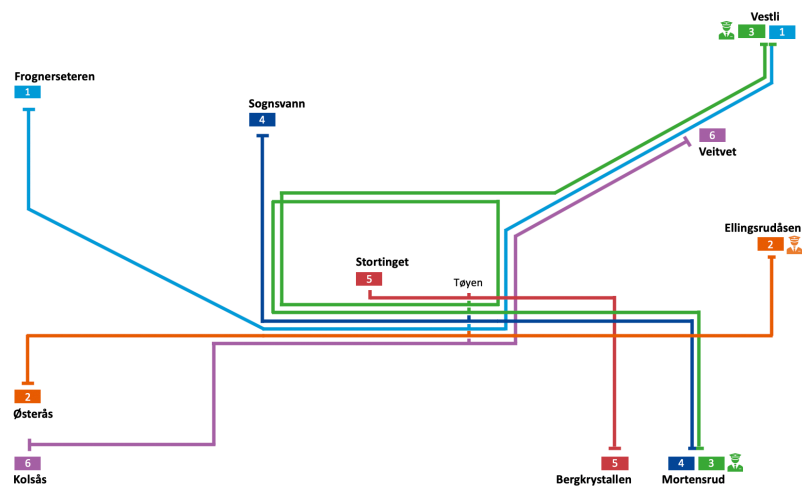 Vestli
3 1
Frognerseteren
1
Sognsvann
4
6
Veitvet
Ellingsrudåsen
2
Stortinget
5
Tøyen
2
Østerås
6
Kolsås
5
Bergkrystallen
4 3
Mortensrud